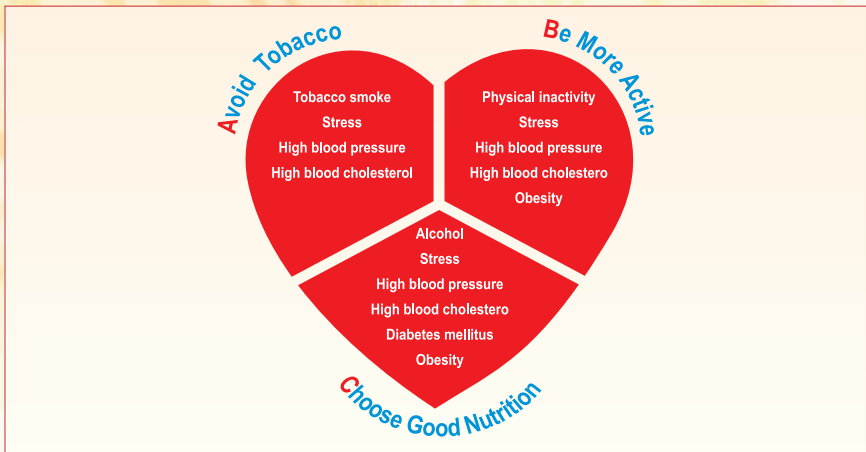 Avoid Tobacco
Tobacco smoke
Stress
High blood pressure
High blood cholesterol
Be More Active
Physical inactivity
Stress
High blood pressure
High blood cholestero
Obesity
Alcohol
Stress
High blood pressure
High blood cholestero
Diabetes mellitus
Obesity
Choose Good Nutrition